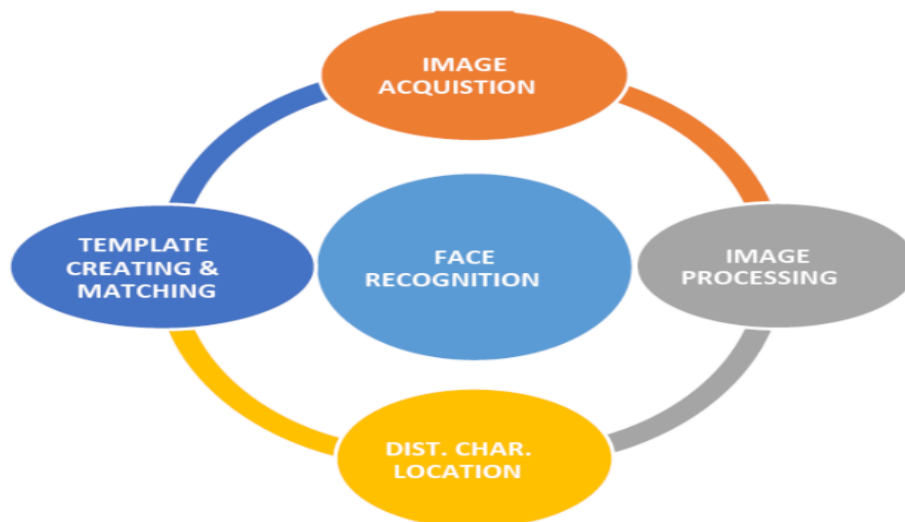 IMAGE
ACQUISTION
TEMPLATE
CREATING &
MATCHING
FACE
RECOGNITION
IMAGE
PROCESSING
DIST. CHAR.
LOCATION